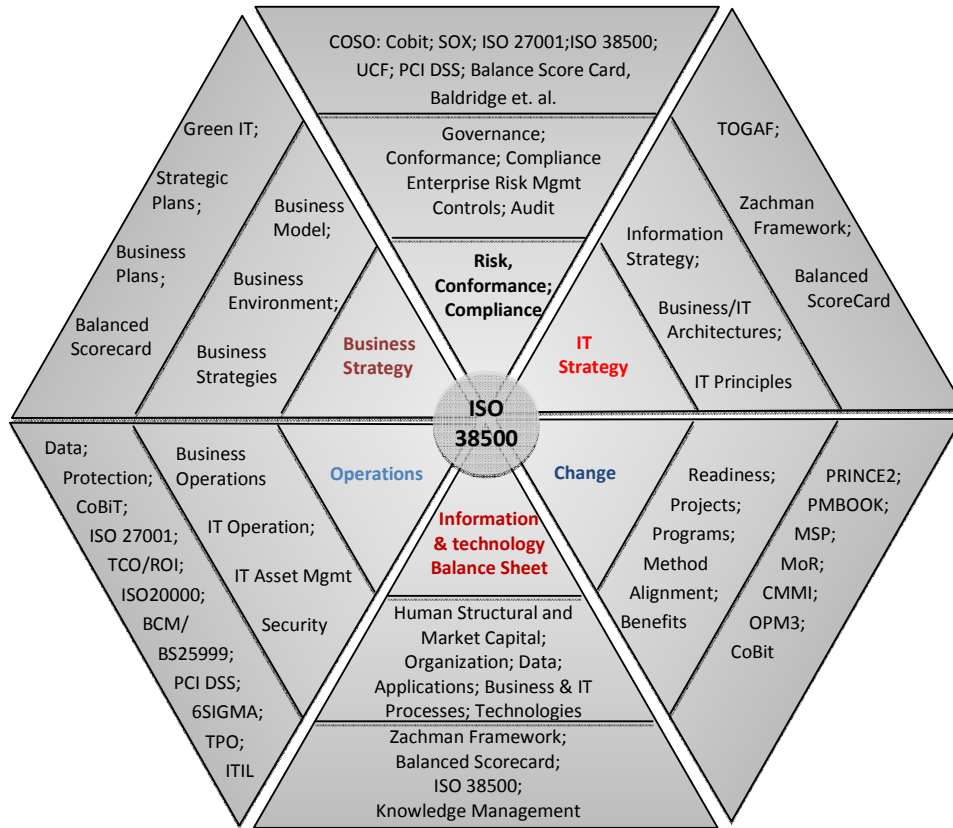 COSO: Cobit; SOX; ISO 27001;ISO 38500;
UCF; PCI DSS; Balance Score Card,
Baldridge et. al.
Governance;
Conformance; Compliance
Enterprise Risk Mgmt
Controls; Audit
Risk,
Conformance;
Compliance
Green IT;
Strategic
Plans;
Business
Plans;
Balanced
Scorecard
Business
Model;
Business
Environment;
Business
Strategies
Business
Strategy
IT
Strategy
Information
Strategy;
Business/IT
Architectures;
IT Principles
TOGAF;
Zachman
Framework;
Balanced
ScoreCard
ISO
38500
Data;
Protection;
CoBiT;
ISO 27001;
TCO/ROI;
ISO20000;
BCM/
BS25999;
PCI DSS;
6SIGMA;
TPO;
ITIL
Business
Operations
IT Operation;
IT Asset Mgmt
Security
Operations
Information
& technology
Balance Sheet
Human Structural and
Market Capital;
Organization; Data;
Applications; Business & IT
Processes; Technologies
Zachman Framework;
Balanced Scorecard;
ISO 38500;
Knowledge Management
Change
Readiness;
Projects;
Programs;
Method
Alignment;
Benefits
PRINCE2;
PMBOOK;
MSP;
MoR;
CMMI;
OPM3;
CoBit